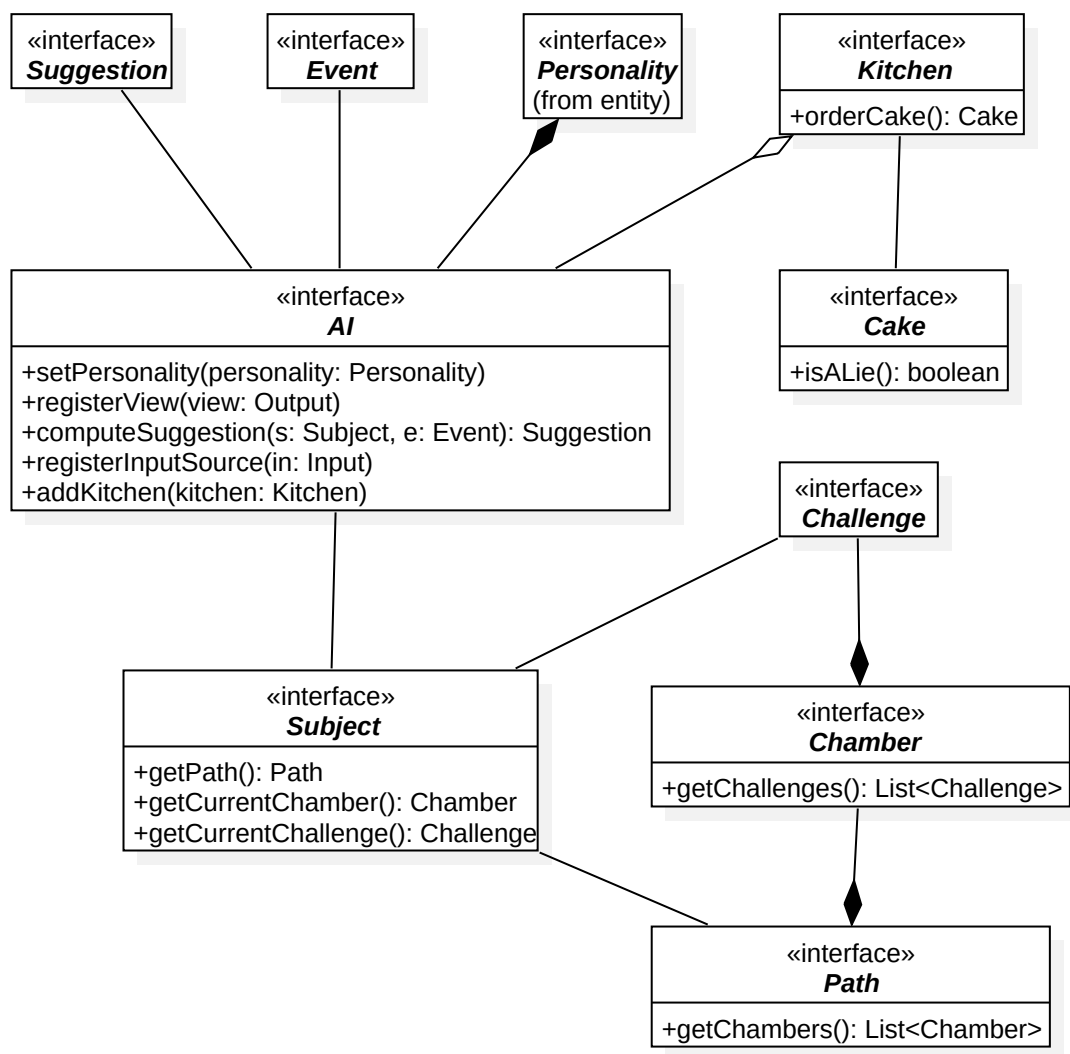 «interface»
Suggestion
«interface»
Event
«interface»
Personality
(from entity)
«interface»
Kitchen
+orderCake(): Cake
«interface»
AI
+setPersonality(personality: Personality)
+registerView(view: Output)
+computeSuggestion(s: Subject, e: Event): Suggestion
+registerInputSource(in: Input)
+addKitchen(kitchen: Kitchen)
«interface»
Cake
+isALie(): boolean
«interface»
Challenge
«interface»
Subject
+getPath(): Path
+getCurrentChamber(): Chamber
+getCurrentChallenge(): Challenge
«interface»
Chamber
+getChallenges(): List<Challenge>
«interface»
Path
+getChambers(): List<Chamber>